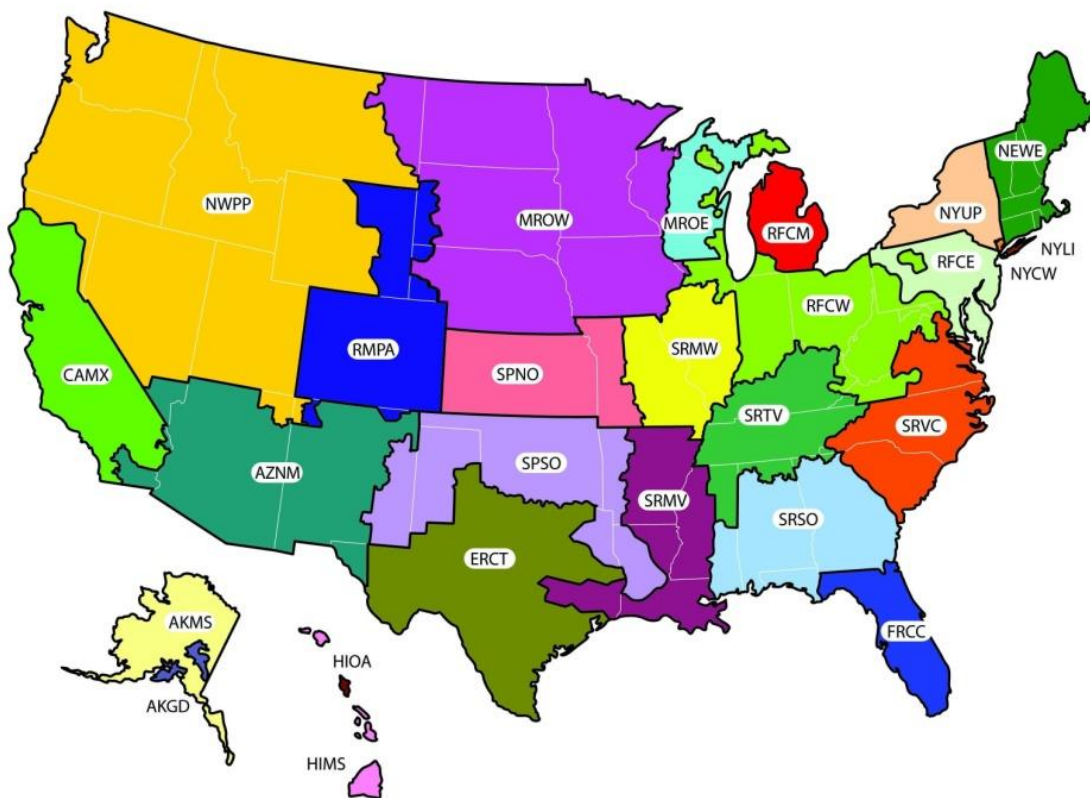 NEWE
NWPP
NYUP
MROW
MROE
RFCM
NYLI
RFCE
NYCW
RFCW
RMPA
SRMW
CAMX
SPNO
SRTV
SRVC
AZNM
SPSO
SRMV
SRSO
ERCT
AKMS
FRCC
HIOA
AKGD
HIMS